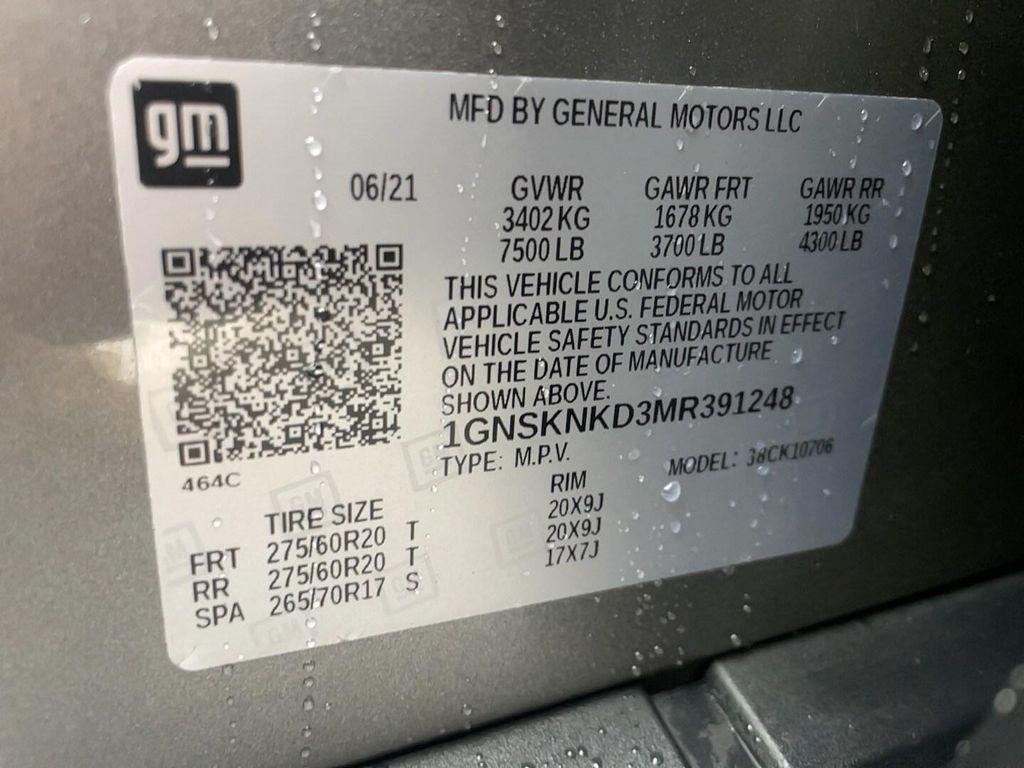 gm
MFD BY GENERAL MOTORS LLC
06/21 GVWR GAWR FRT GAWR RR
3402 KG 1678 KG 1950 KG
7500 LB 3700 LB 4300 LB
THIS VEHICLE CONFORMS TO ALL
APPLICABLE U.S. FEDERAL MOTOR
VEHICLE SAFETY STANDARDS IN EFFECT
ON THE DATE OF MANUFACTURE
SHOWN ABOVE.
1GNSKNKD3MR391248
TYPE: M.P.V. MODEL: 38CK10706
464C
TIRE SIZE RIM
FRT 275/60R20 T 20X9J
RR 275/60R20 T 20X9J
SPA 265/70R17 S 17X7J